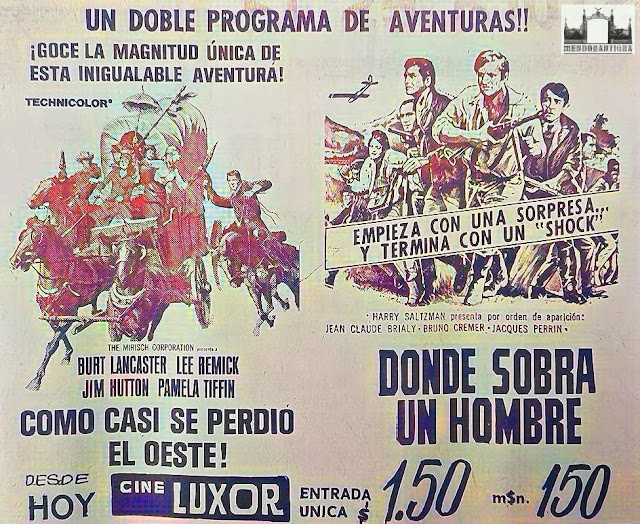 UN DOBLE PROGRAMA DE AVENTURAS!!
MENDOZANTIGUA
¡GOCE LA MAGNITUD ÚNICA DE
ESTA INIGUALABLE AVENTURA!
TECHNICOLOR®
THE MIRISCH CORPORATION presenta a
BURT LANCASTER LEE REMICK
JIM HUTTON PAMELA TIFFIN
COMO CASI SE PERDIO
EL OESTE!
EMPIEZA CON UNA SORPRESA...
Y TERMINA CON UN "SHOCK"
HARRY SALTZMAN presenta por orden de aparición:
JEAN CLAUDE BRIALY · BRUNO CREMER · JACQUES PERRIN ·
DONDE SOBRA
UN HOMBRE
DESDE
HOY
CINE LUXOR
ENTRADA
UNICA $ 1.50 m$n. 150